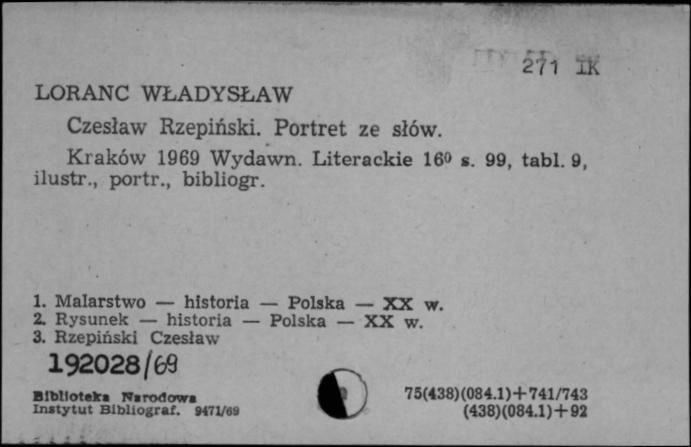 271 IK
LORANC WŁADYSŁAW
Czesław Rzepiński. Portret ze słów.
Kraków 1969 Wydawn. Literackie 16⁰ s. 99, tabl. 9,
ilustr., portr., bibliogr.
1. Malarstwo — historia — Polska — XX w.
2. Rysunek — historia — Polska — XX w.
3. Rzepiński Czesław
192028/69
Biblioteka Narodowa
Instytut Bibliograf. 9471/69
75(438)(084.1)+741/743
(438)(084.1)+92